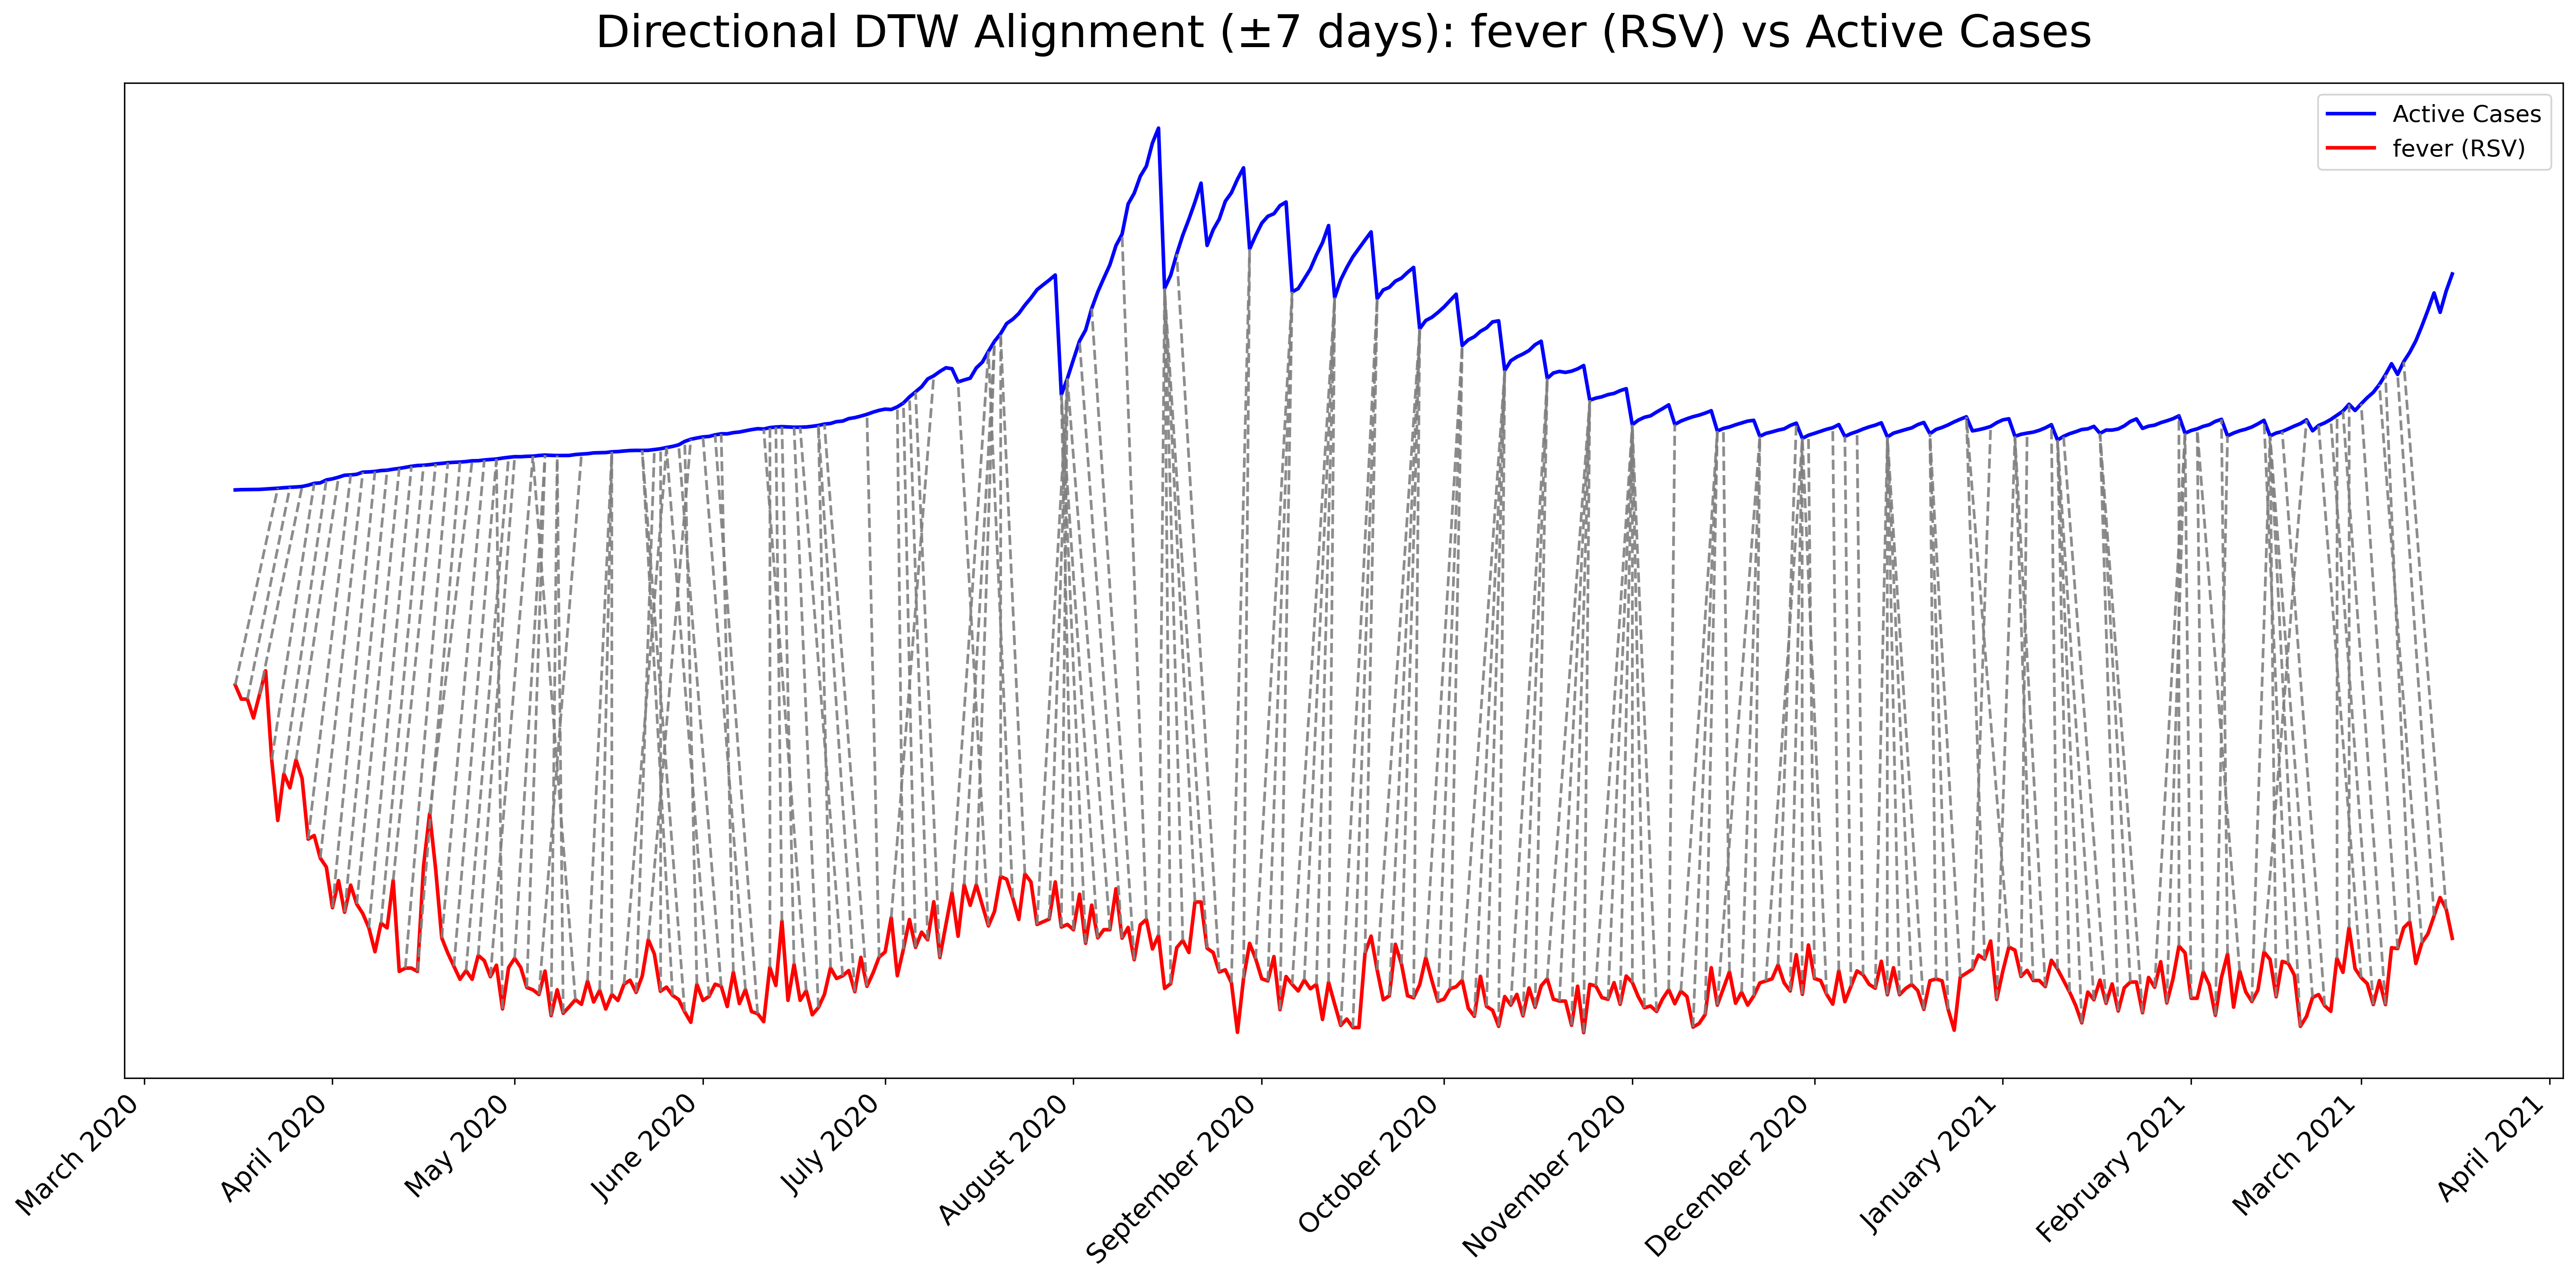 Directional DTW Alignment (±7 days): fever (RSV) vs Active Cases
Active Cases
fever (RSV)
March 2020
April 2020
May 2020
June 2020
July 2020
August 2020
September 2020
October 2020
November 2020
December 2020
January 2021
February 2021
March 2021
April 2021